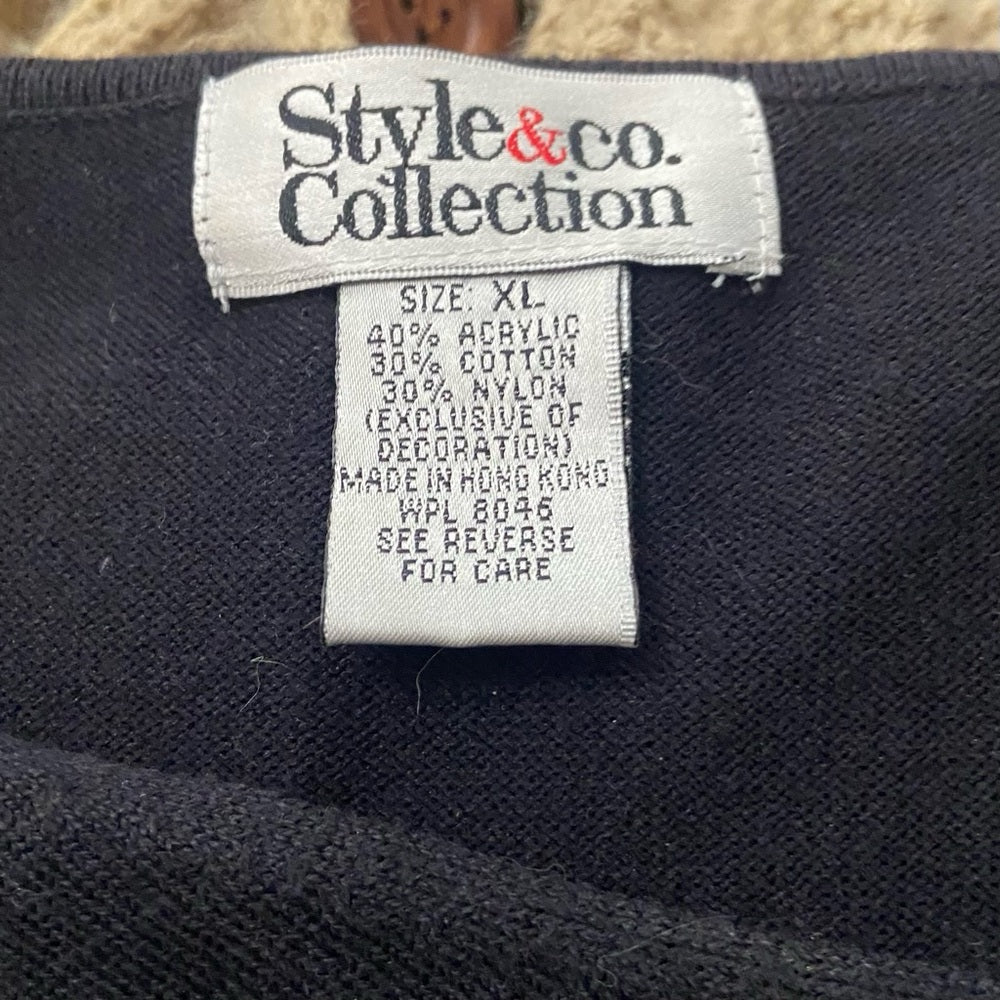 Style&co.
Collection
SIZE: XL
40% ACRYLIC
30% COTTON
30% NYLON
(EXCLUSIVE OF
DECORATION)
MADE IN HONG KONG
WPL 8046
SEE REVERSE
FOR CARE